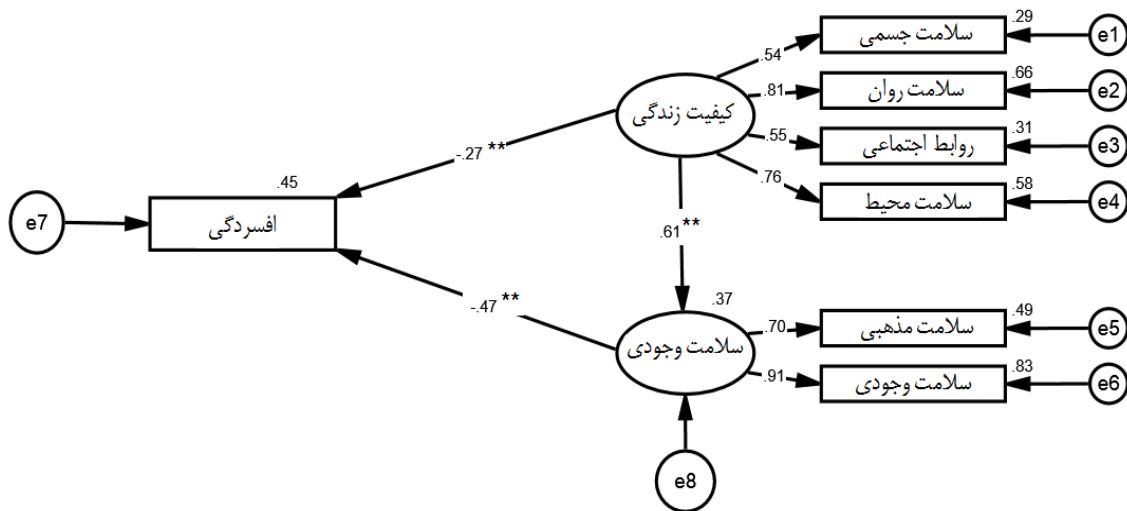 .29
سلامت جسمی
e1
.54
.66
سلامت روان
e2
.81
کیفیت زندگی
.31
روابط اجتماعی
e3
.55
.58
سلامت محیط
e4
.76
-.27 **
.45
افسردگی
e7
.61 **
-.47 **
.37
سلامت وجودی
.49
سلامت مذهبی
e5
.70
.83
سلامت وجودی
e6
.91
e8